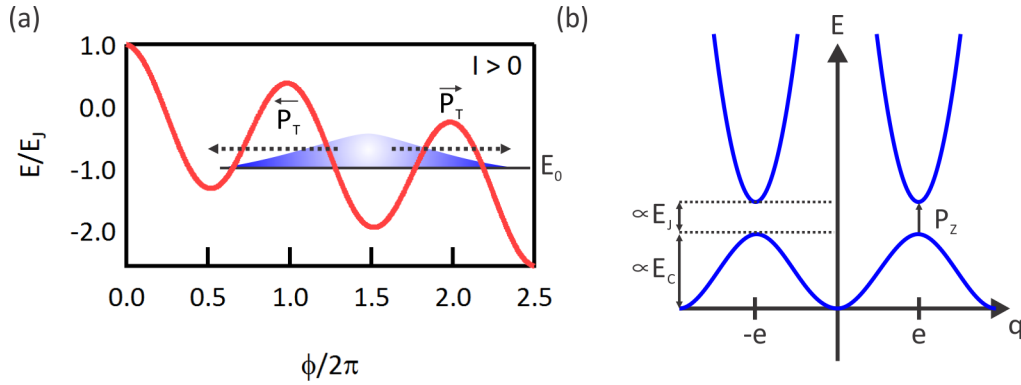 (a)
E/E_J
1.0
0.0
-1.0
-2.0
I > 0
←P_T
→P_T
E_0
0.0 0.5 1.0 1.5 2.0 2.5
ϕ/2π
(b)
E
∝E_J
∝E_C
P_Z
-e e q